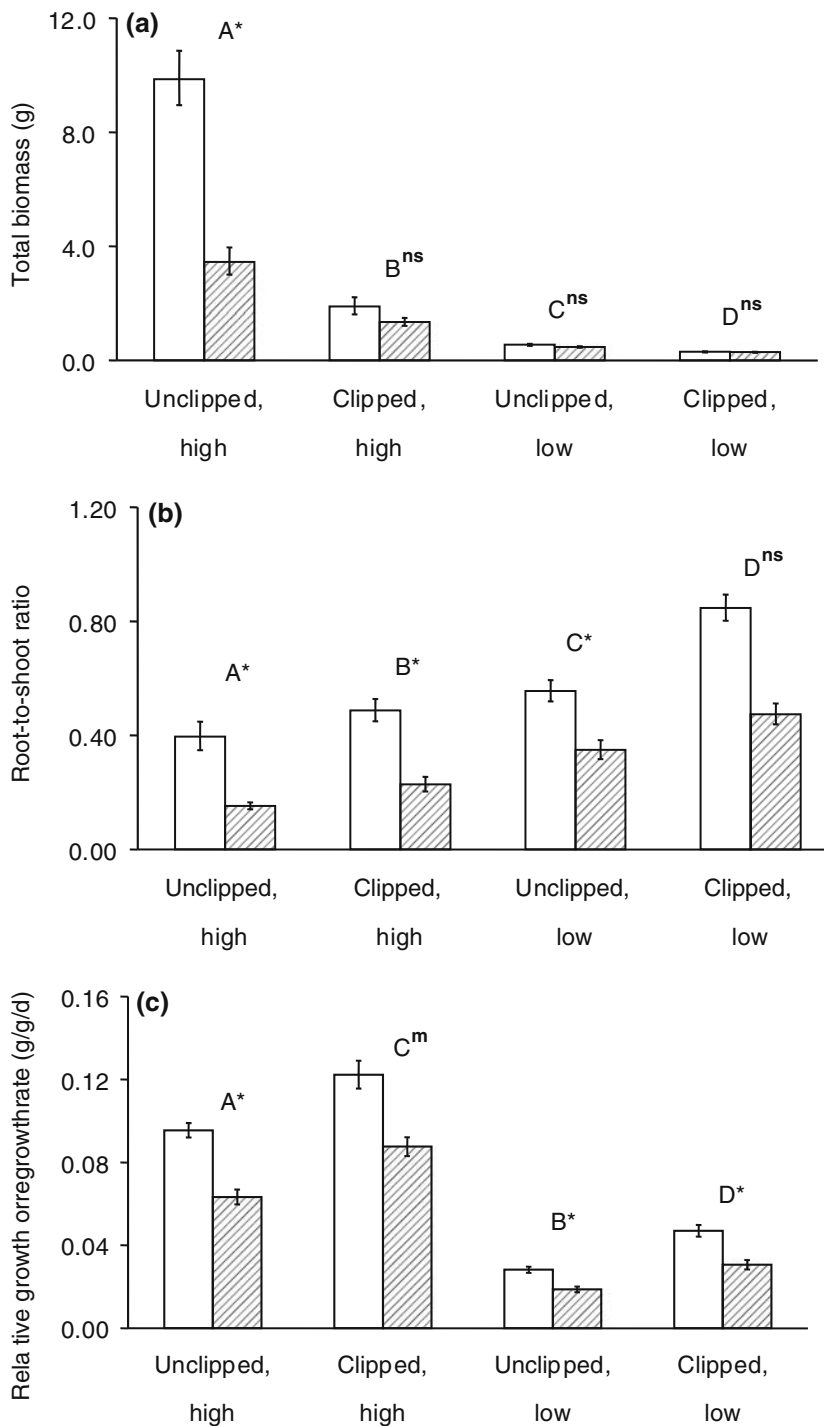 (a)
Total biomass (g)
12.0
8.0
4.0
0.0
A*
B^ns
C^ns
D^ns
Unclipped,
high
Clipped,
high
Unclipped,
low
Clipped,
low
(b)
Root-to-shoot ratio
1.20
0.80
0.40
0.00
A*
B*
C*
D^ns
Unclipped,
high
Clipped,
high
Unclipped,
low
Clipped,
low
(c)
Rela tive growth orregrowthrate (g/g/d)
0.16
0.12
0.08
0.04
0.00
A*
C^m
B*
D*
Unclipped,
high
Clipped,
high
Unclipped,
low
Clipped,
low